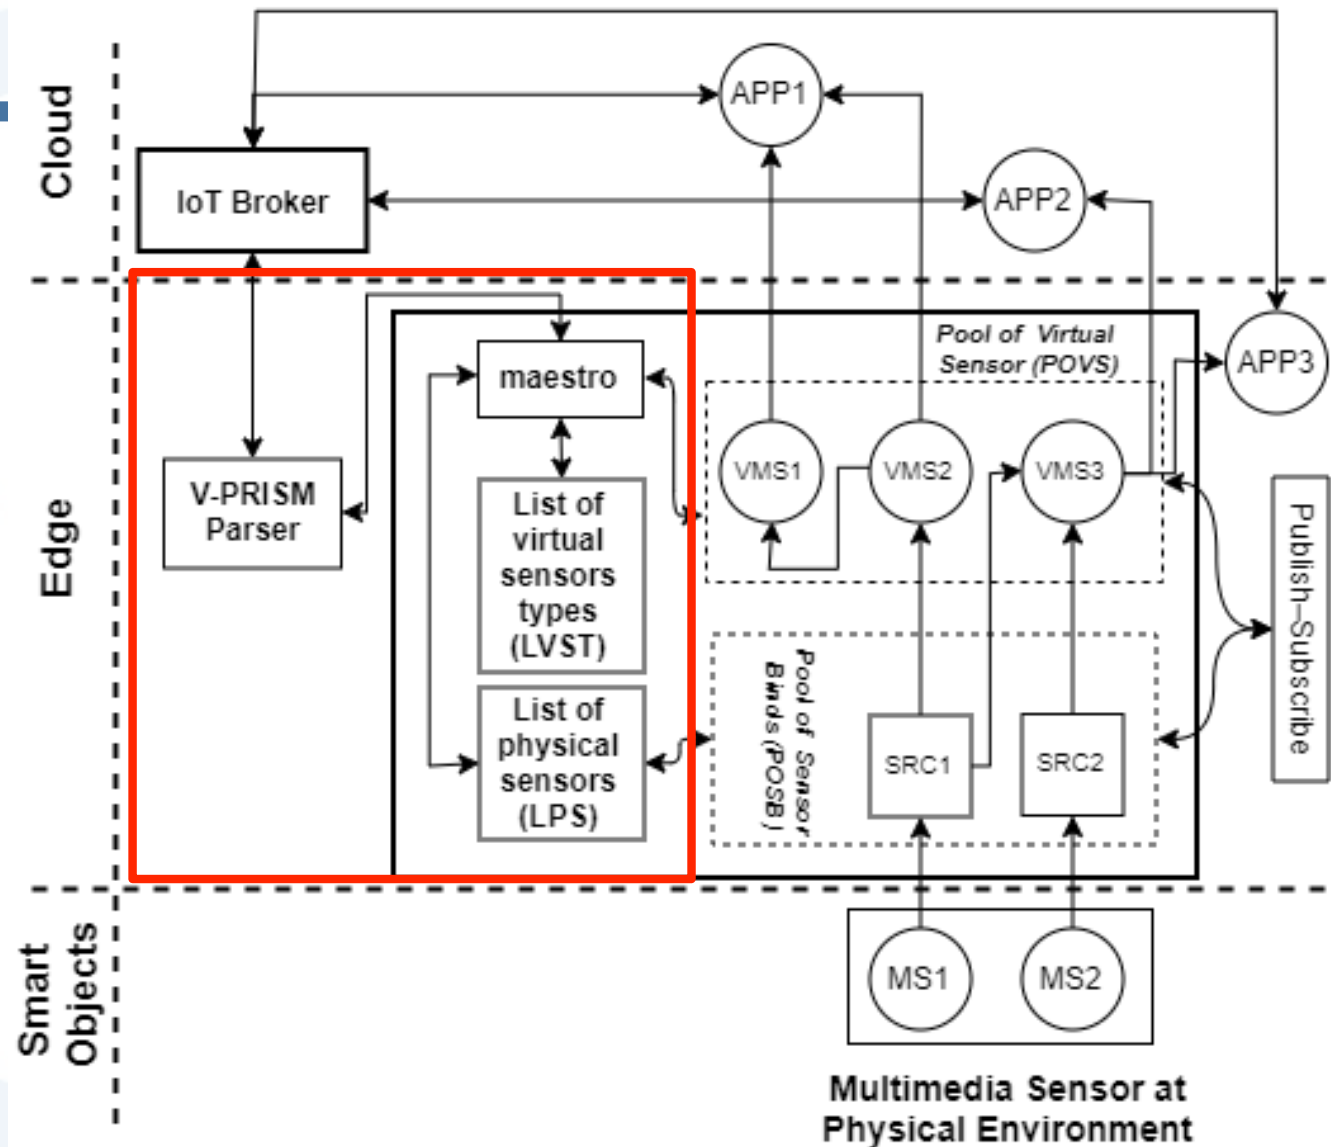 Cloud
APP1
IoT Broker
APP2
Edge
Pool of Virtual
Sensor (POVS)
APP3
maestro
V-PRISM
Parser
List of
virtual
sensors
types
(LVST)
VMS1
VMS2
VMS3
Publish–Subscribe
List of
physical
sensors
(LPS)
Pool of Sensor
Binds (POSB)
SRC1
SRC2
Smart
Objects
MS1
MS2
Multimedia Sensor at
Physical Environment